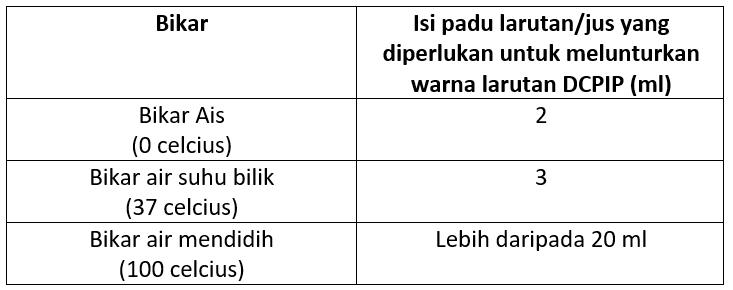 Bikar
Isi padu larutan/jus yang
diperlukan untuk melunturkan
warna larutan DCPIP (ml)
Bikar Ais
(0 celcius)
2
Bikar air suhu bilik
(37 celcius)
3
Bikar air mendidih
(100 celcius)
Lebih daripada 20 ml